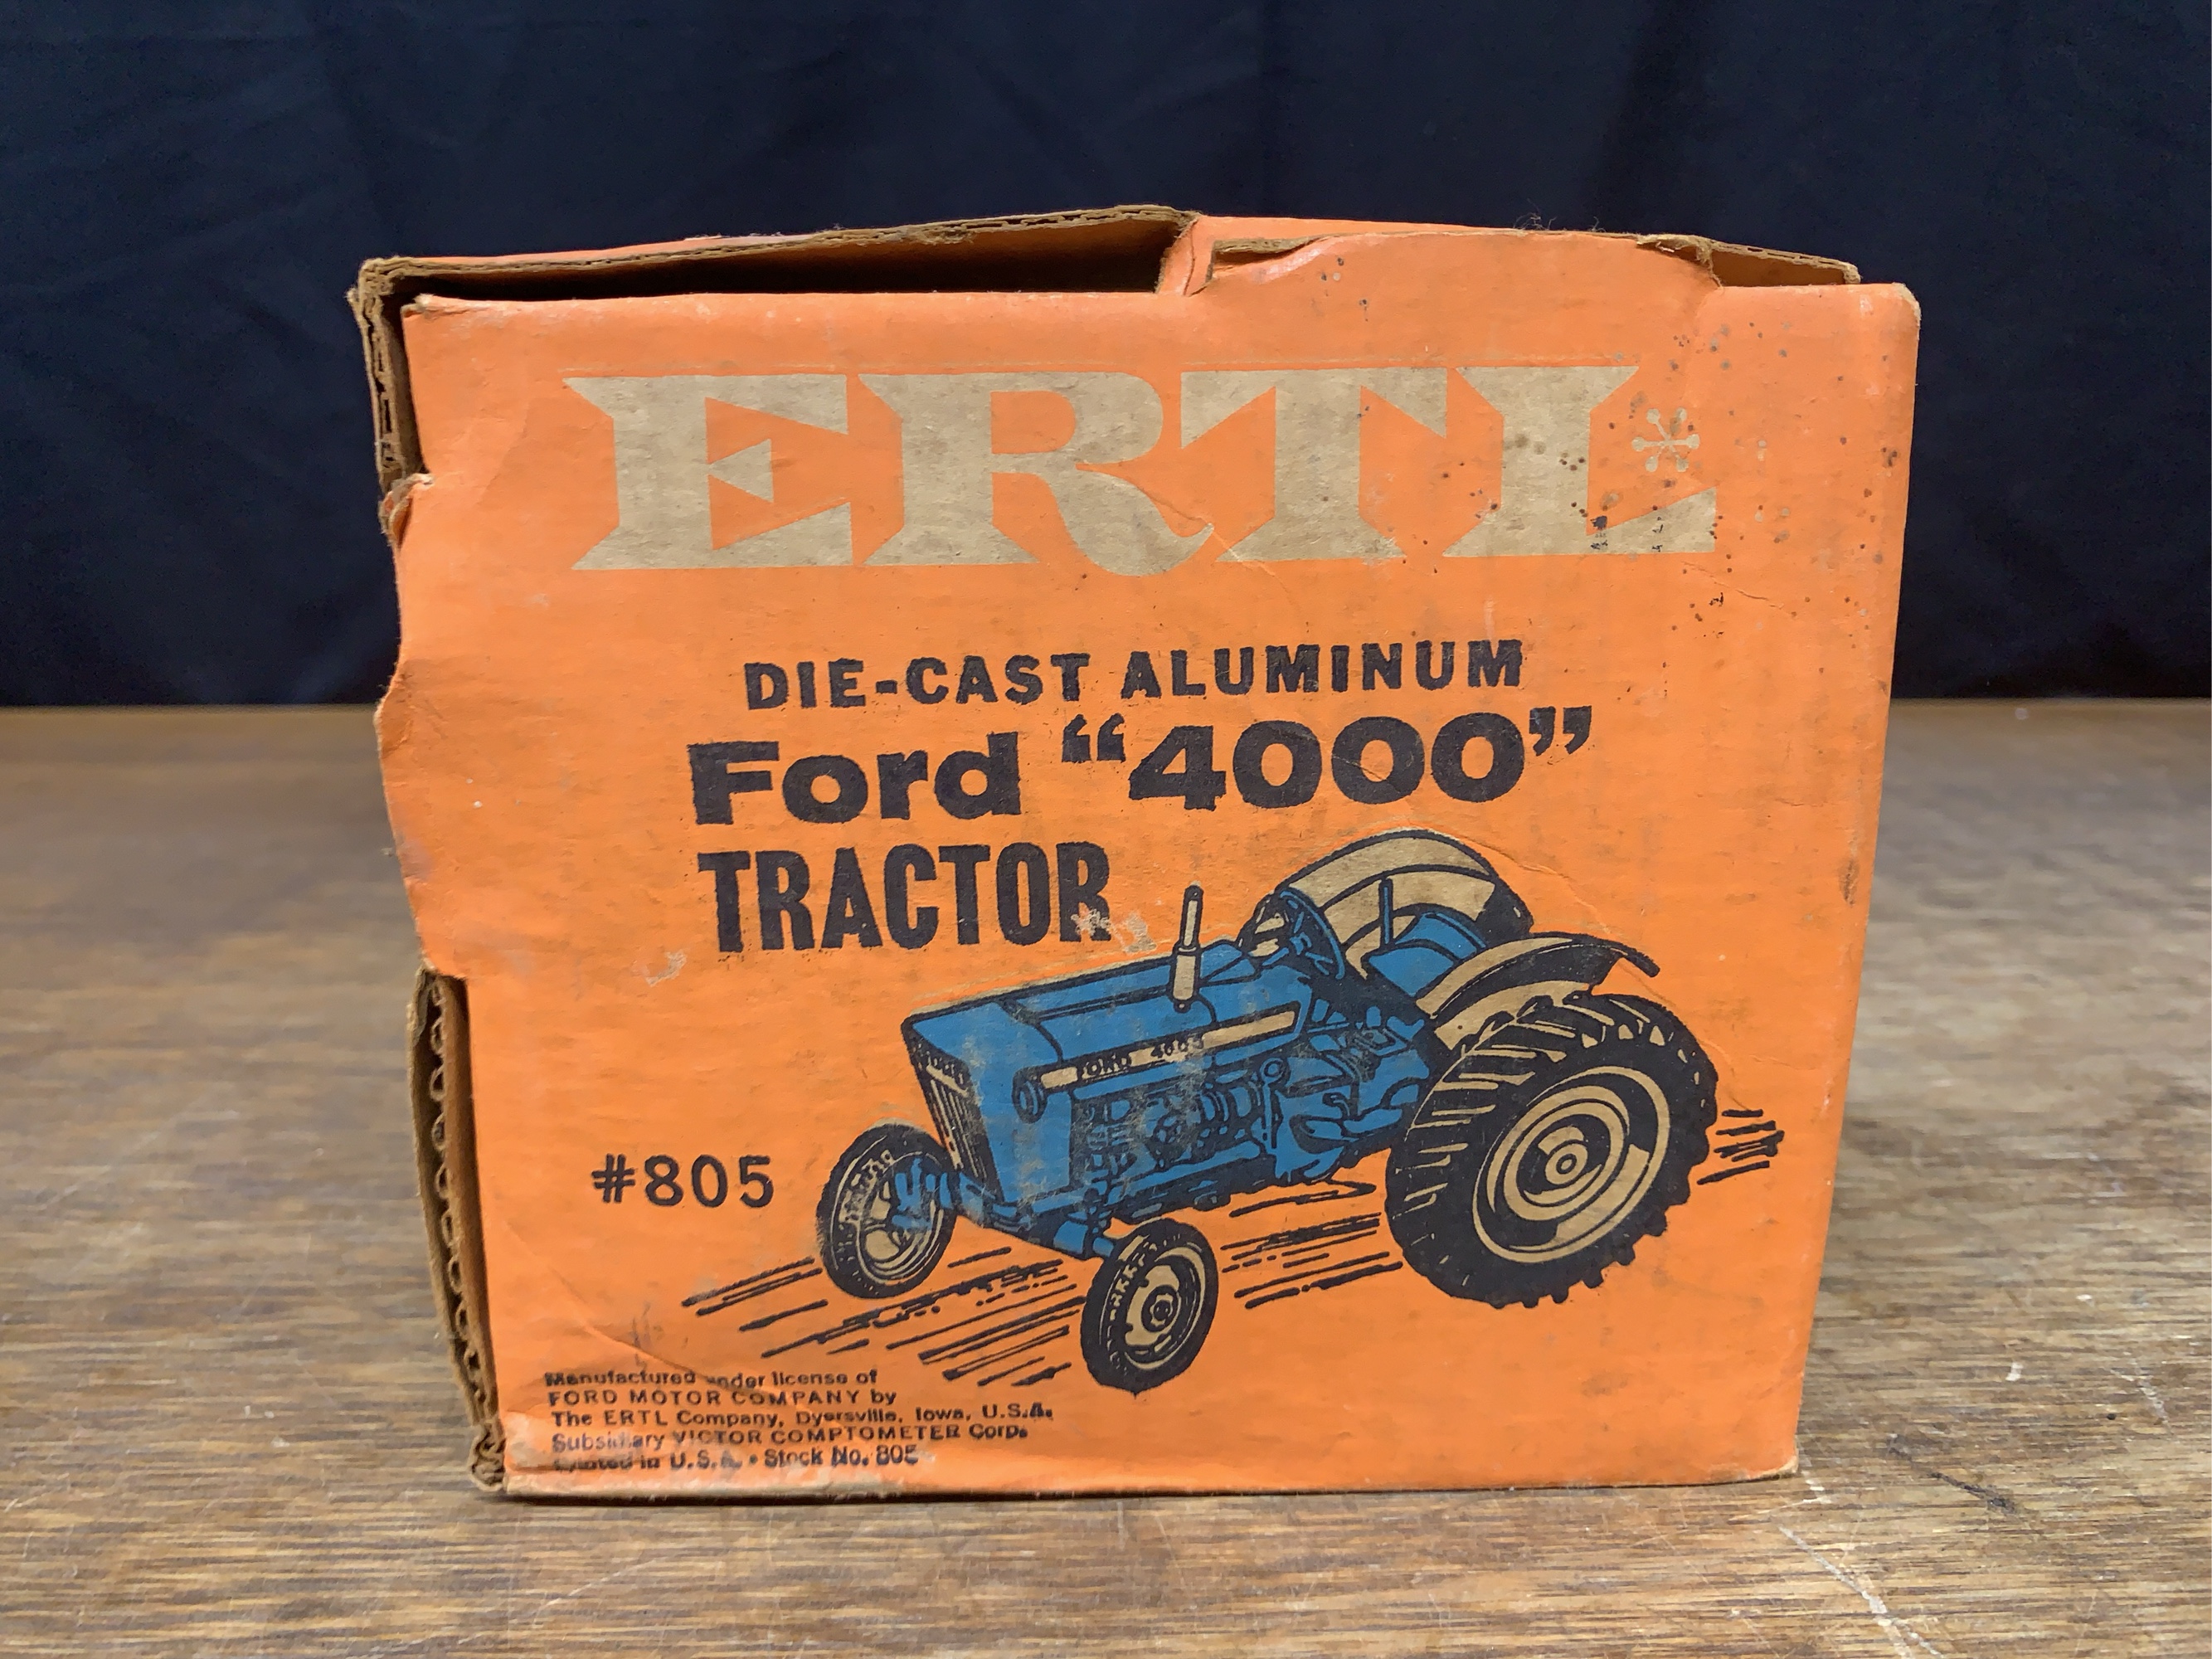 ERTL
DIE-CAST ALUMINUM
Ford “4000”
TRACTOR
FORD
FORD 4000
#805
Manufactured under license of
FORD MOTOR COMPANY by
The ERTL Company, Dyersville, Iowa, U.S.A.
Subsidiary VICTOR COMPTOMETER Corp.
Printed in U.S.A. • Stock No. 805